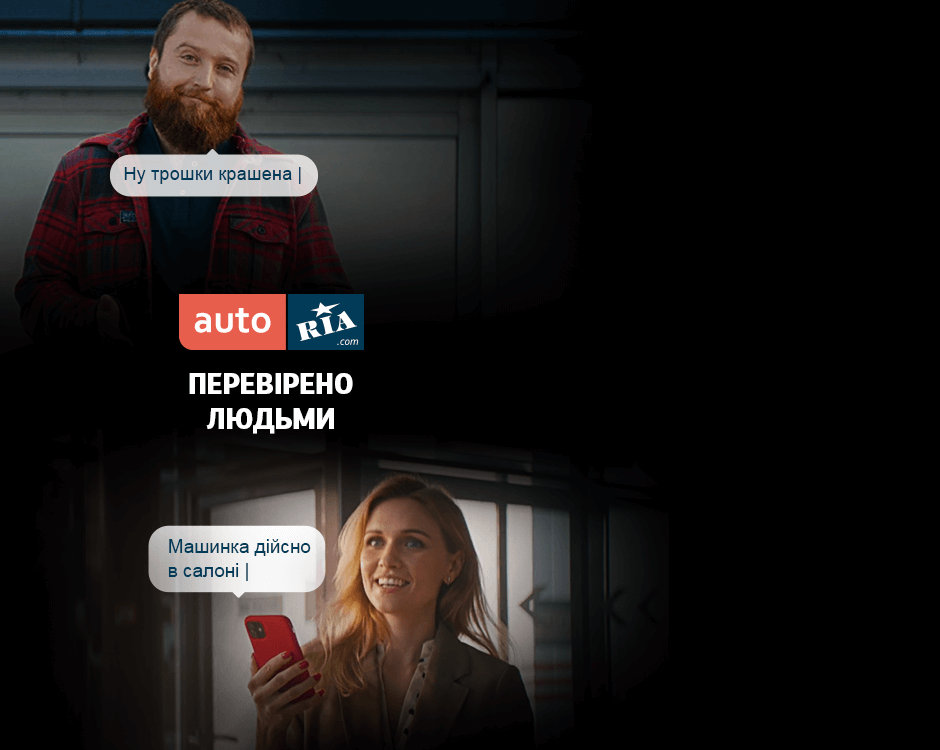 Ну трошки крашена |
auto
RIA
.com
ПЕРЕВІРЕНО
ЛЮДЬМИ
Машинка дійсно
в салоні |